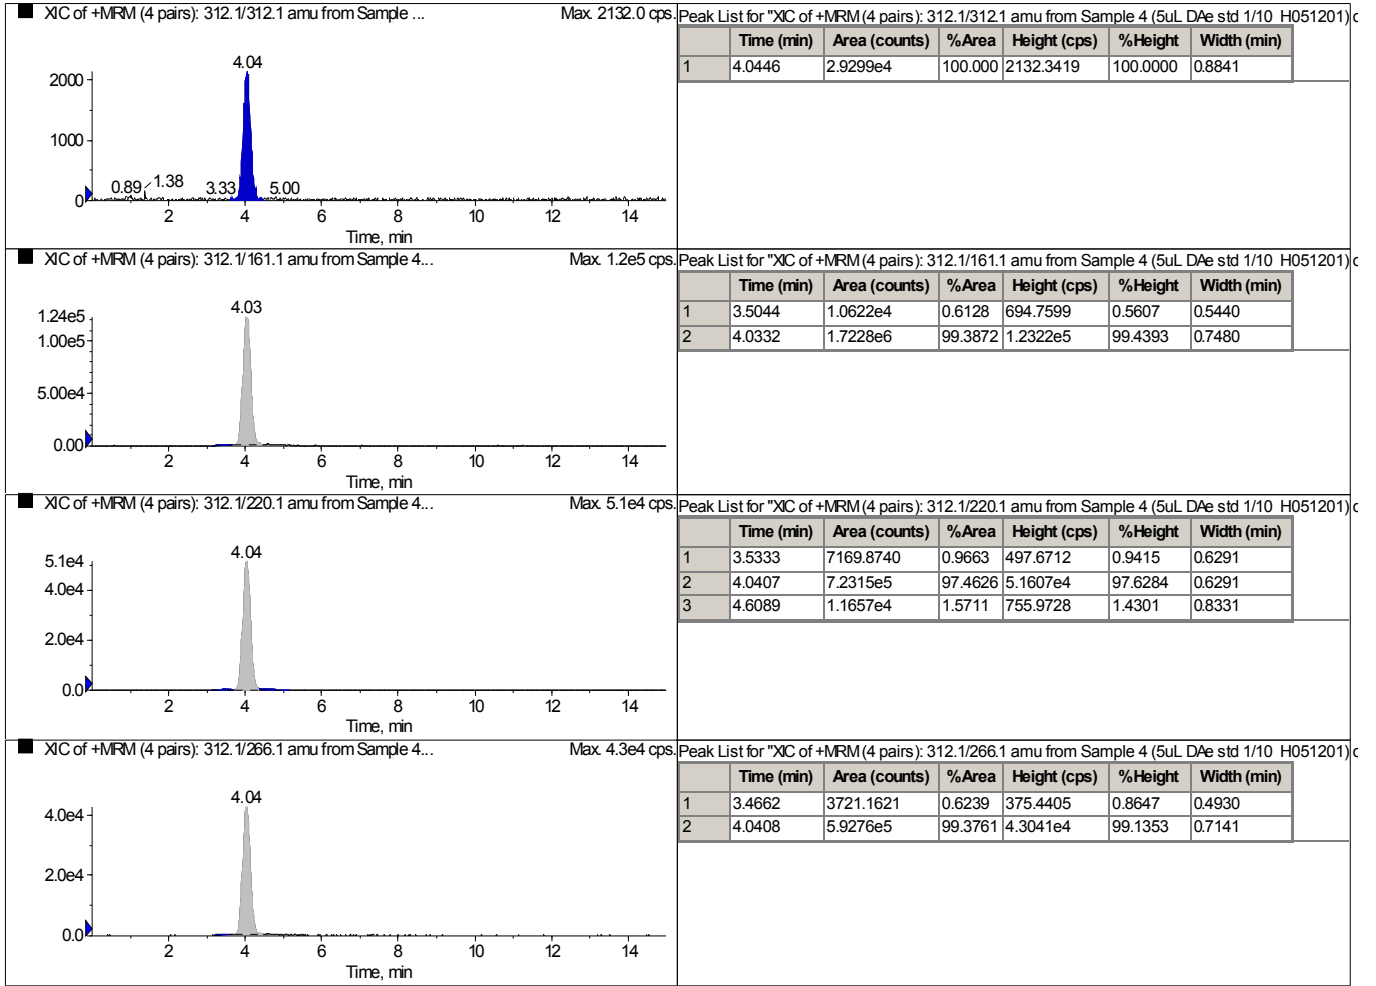 XIC of +MRM (4 pairs): 312.1/312.1 amu from Sample ... Max. 2132.0 cps.
4.04
2000
1000
0.89 1.38 3.33 5.00
0
2 4 6 8 10 12 14
Time, min
Peak List for "XIC of +MRM (4 pairs): 312.1/312.1 amu from Sample 4 (5uL DAe std 1/10 H051201)
Time (min) Area (counts) %Area Height (cps) %Height Width (min)
1 4.0446 2.9299e4 100.000 2132.3419 100.0000 0.8841
XIC of +MRM (4 pairs): 312.1/161.1 amu from Sample 4... Max. 1.2e5 cps.
4.03
1.24e5
1.00e5
5.00e4
0.00
2 4 6 8 10 12 14
Time, min
Peak List for "XIC of +MRM (4 pairs): 312.1/161.1 amu from Sample 4 (5uL DAe std 1/10 H051201)
Time (min) Area (counts) %Area Height (cps) %Height Width (min)
1 3.5044 1.0622e4 0.6128 694.7599 0.5607 0.5440
2 4.0332 1.7228e6 99.3872 1.2322e5 99.4393 0.7480
XIC of +MRM (4 pairs): 312.1/220.1 amu from Sample 4... Max. 5.1e4 cps.
4.04
5.1e4
4.0e4
2.0e4
0.0
2 4 6 8 10 12 14
Time, min
Peak List for "XIC of +MRM (4 pairs): 312.1/220.1 amu from Sample 4 (5uL DAe std 1/10 H051201)
Time (min) Area (counts) %Area Height (cps) %Height Width (min)
1 3.5333 7169.8740 0.9663 497.6712 0.9415 0.6291
2 4.0407 7.2315e5 97.4626 5.1607e4 97.6284 0.6291
3 4.6089 1.1657e4 1.5711 755.9728 1.4301 0.8331
XIC of +MRM (4 pairs): 312.1/266.1 amu from Sample 4... Max. 4.3e4 cps.
4.04
4.0e4
2.0e4
0.0
2 4 6 8 10 12 14
Time, min
Peak List for "XIC of +MRM (4 pairs): 312.1/266.1 amu from Sample 4 (5uL DAe std 1/10 H051201)
Time (min) Area (counts) %Area Height (cps) %Height Width (min)
1 3.4662 3721.1621 0.6239 375.4405 0.8647 0.4930
2 4.0408 5.9276e5 99.3761 4.3041e4 99.1353 0.7141